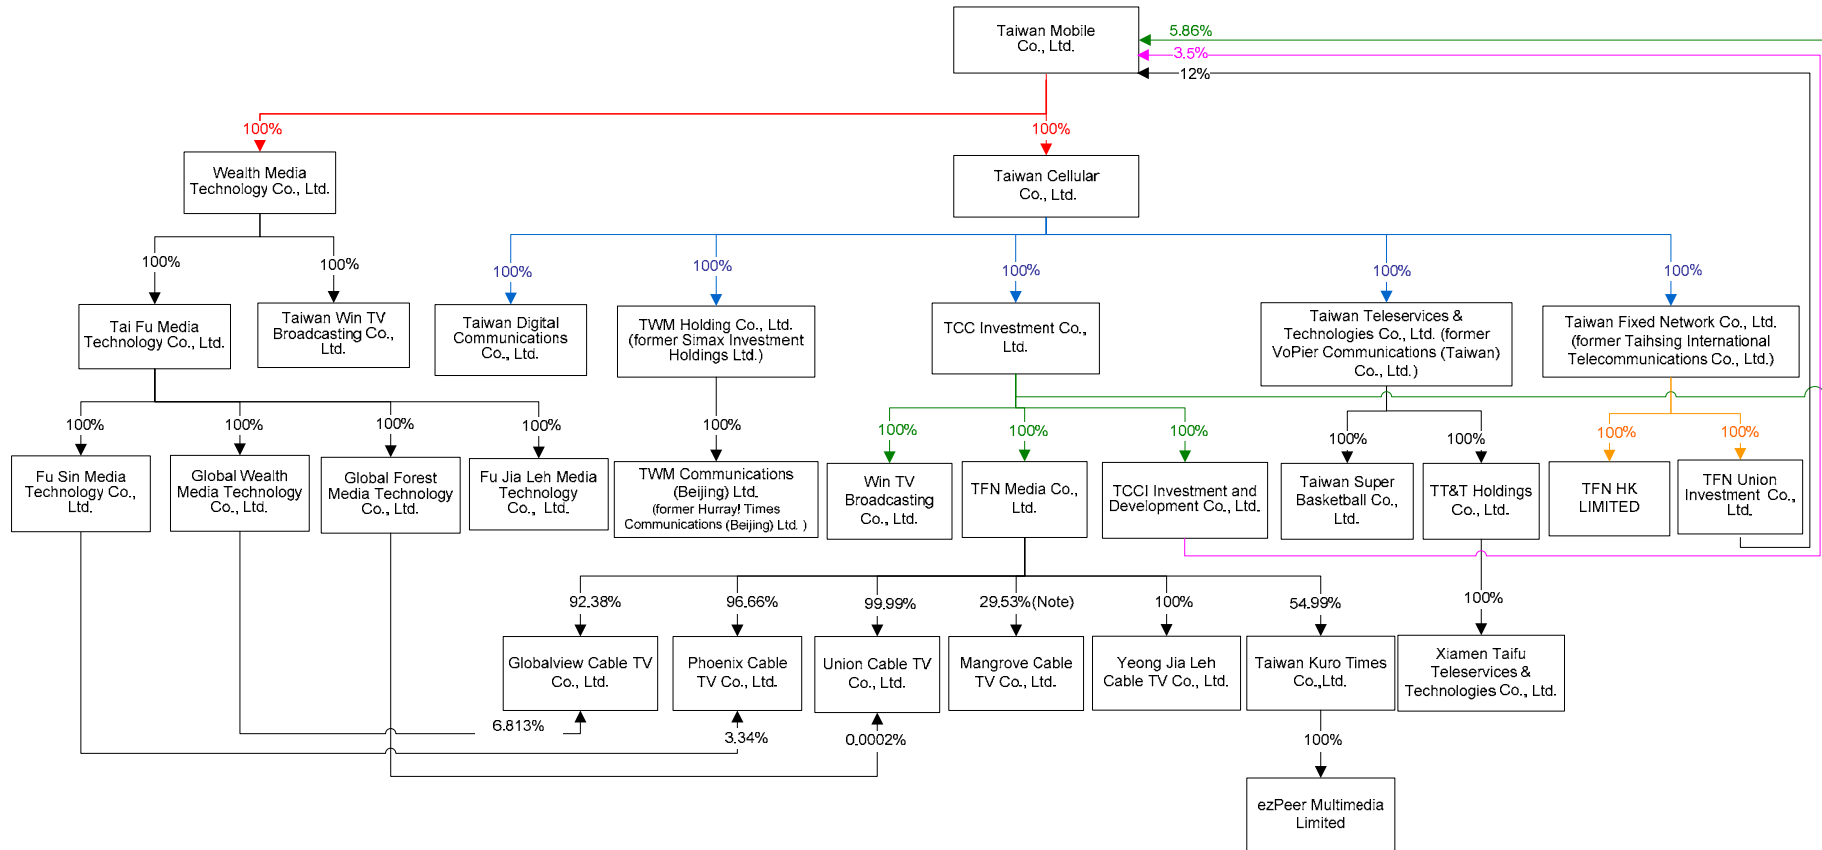 Taiwan Mobile
Co., Ltd.
5.86%
3.5%
12%
100%
100%
Wealth Media
Technology Co., Ltd.
Taiwan Cellular
Co., Ltd.
100%
100%
100%
100%
100%
100%
100%
Tai Fu Media
Technology Co., Ltd.
Taiwan Win TV
Broadcasting Co.,
Ltd.
Taiwan Digital
Communications
Co., Ltd.
TWM Holding Co., Ltd.
(former Simax Investment
Holdings Ltd.)
TCC Investment Co.,
Ltd.
Taiwan Teleservices &
Technologies Co., Ltd. (former
VoPier Communications (Taiwan)
Co., Ltd.)
Taiwan Fixed Network Co., Ltd.
(former Taihsing International
Telecommunications Co., Ltd.)
100%
100%
100%
100%
100%
100%
100%
100%
100%
100%
100%
100%
Fu Sin Media
Technology Co.,
Ltd.
Global Wealth
Media Technology
Co., Ltd.
Global Forest
Media Technology
Co., Ltd.
Fu Jia Leh Media
Technology
Co., Ltd.
TWM Communications
(Beijing) Ltd.
(former Hurray! Times
Communications (Beijing) Ltd. )
Win TV
Broadcasting
Co., Ltd.
TFN Media Co.,
Ltd.
TCCI Investment and
Development Co., Ltd.
Taiwan Super
Basketball Co.,
Ltd.
TT&T Holdings
Co., Ltd.
TFN HK
LIMITED
TFN Union
Investment Co.,
Ltd.
92.38%
96.66%
99.99%
29.53%(Note)
100%
54.99%
100%
Globalview Cable TV
Co., Ltd.
Phoenix Cable
TV Co., Ltd.
Union Cable TV
Co., Ltd.
Mangrove Cable
TV Co., Ltd.
Yeong Jia Leh
Cable TV Co., Ltd.
Taiwan Kuro Times
Co.,Ltd.
Xiamen Taifu
Teleservices &
Technologies Co., Ltd.
6.813%
3.34%
0.0002%
100%
ezPeer Multimedia
Limited